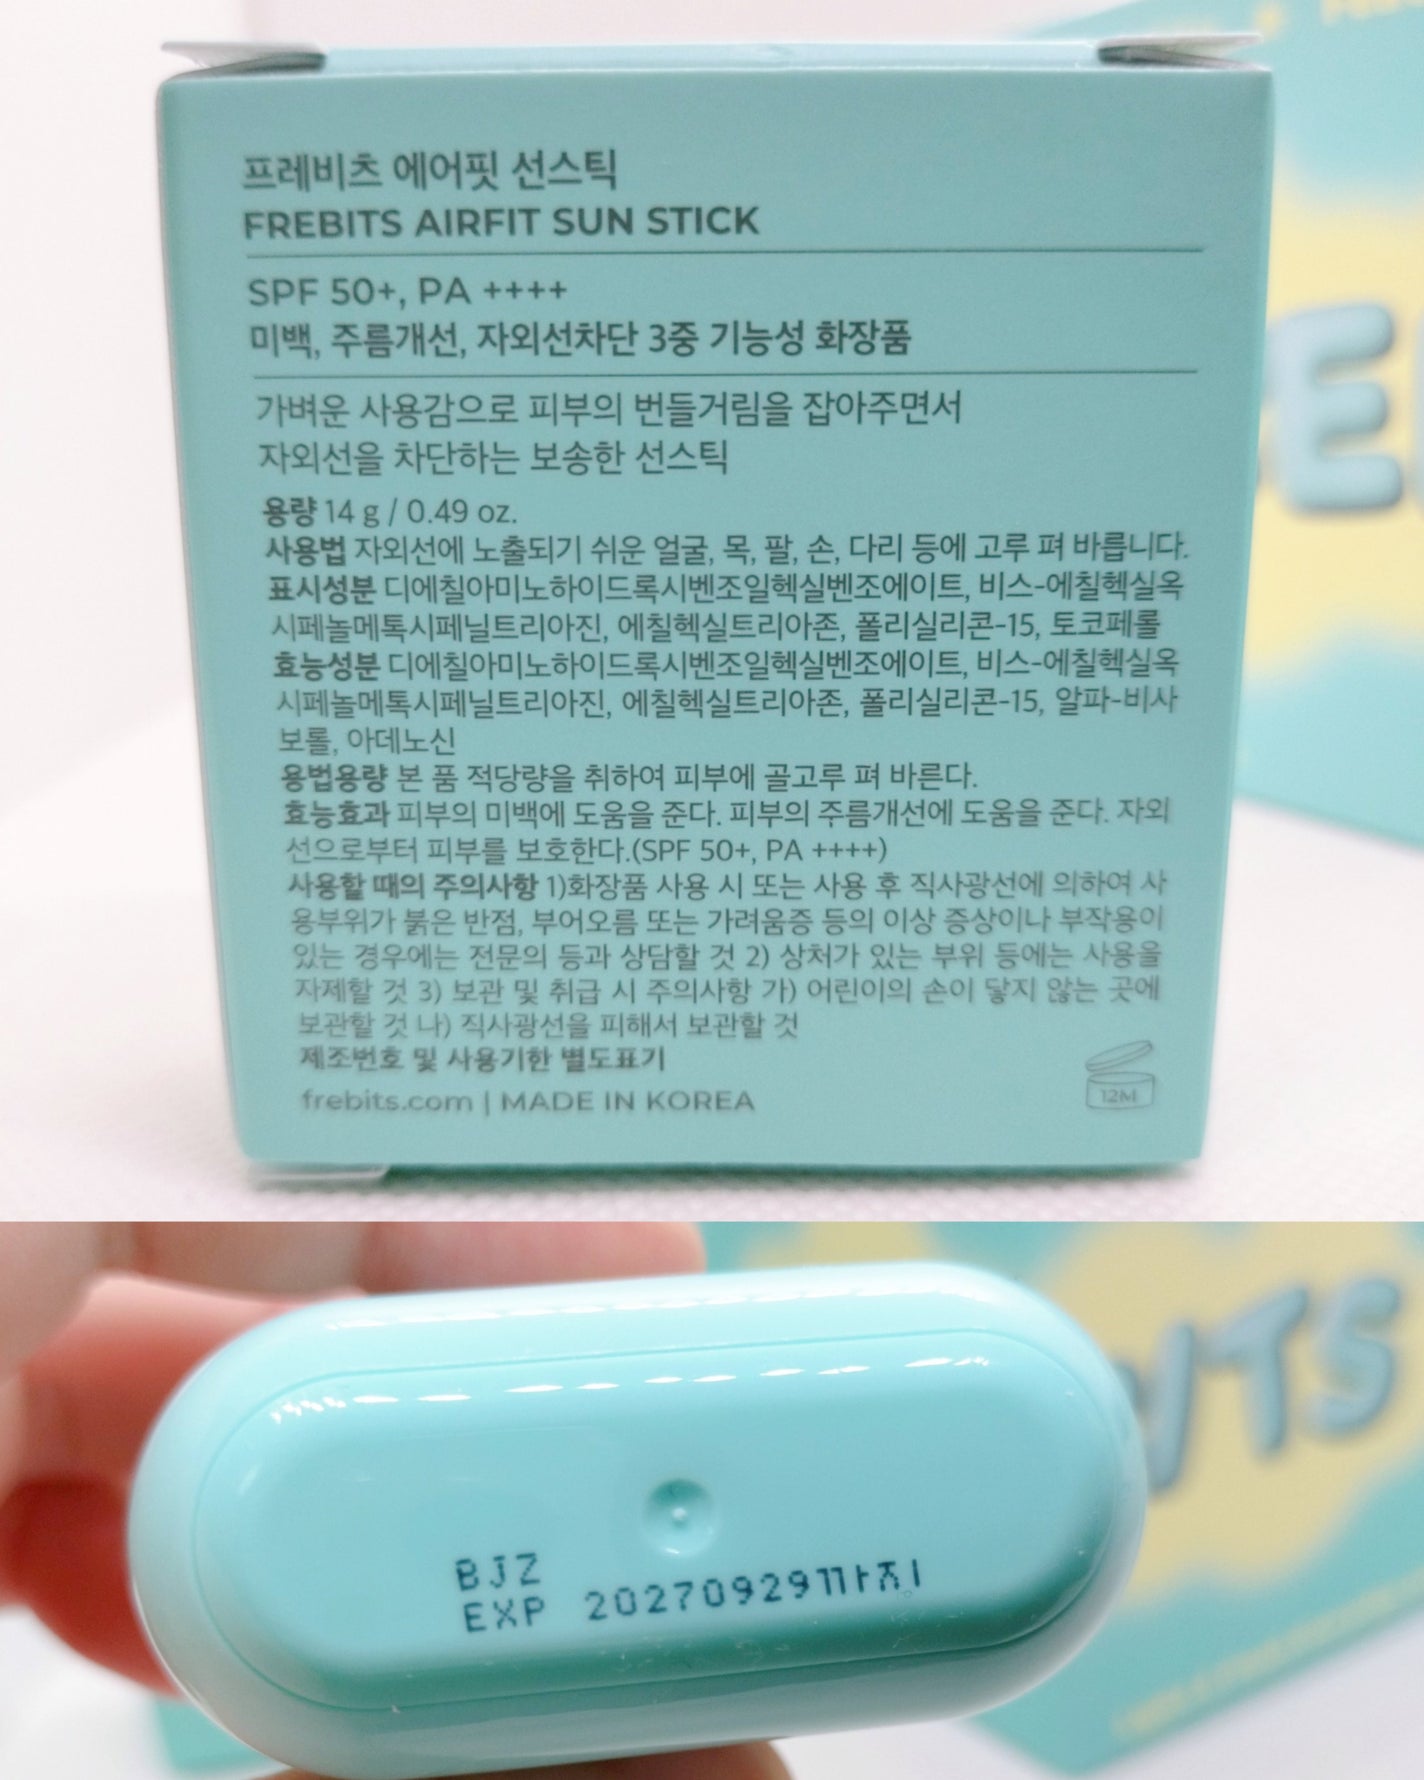 프레비츠 에어핏 선스틱
FREBITS AIRFIT SUN STICK
SPF 50+, PA ++++
미백, 주름개선, 자외선차단 3중 기능성 화장품
가벼운 사용감으로 피부의 번들거림을 잡아주면서
자외선을 차단하는 보송한 선스틱
용량 14 g / 0.49 oz.
사용법 자외선에 노출되기 쉬운 얼굴, 목, 팔, 손, 다리 등에 고루 펴 바릅니다.
표시성분 디에칠아미노하이드록시벤조일헥실벤조에이트, 비스-에칠헥실옥
시페놀메톡시페닐트리아진, 에칠헥실트리아존, 폴리실리콘-15, 토코페롤
효능성분 디에칠아미노하이드록시벤조일헥실벤조에이트, 비스-에칠헥실옥
시페놀메톡시페닐트리아진, 에칠헥실트리아존, 폴리실리콘-15, 알파-비사
보롤, 아데노신
용법용량 본 품 적당량을 취하여 피부에 골고루 펴 바른다.
효능효과 피부의 미백에 도움을 준다. 피부의 주름개선에 도움을 준다. 자외
선으로부터 피부를 보호한다.(SPF 50+, PA ++++)
사용할 때의 주의사항 1)화장품 사용 시 또는 사용 후 직사광선에 의하여 사
용부위가 붉은 반점, 부어오름 또는 가려움증 등의 이상 증상이나 부작용이
있는 경우에는 전문의 등과 상담할 것 2) 상처가 있는 부위 등에는 사용을
자제할 것 3) 보관 및 취급 시 주의사항 가) 어린이의 손이 닿지 않는 곳에
보관할 것 나) 직사광선을 피해서 보관할 것
제조번호 및 사용기한 별도표기
frebits.com | MADE IN KOREA
12M
E
BJZ
EXP 20270929까지
ITS